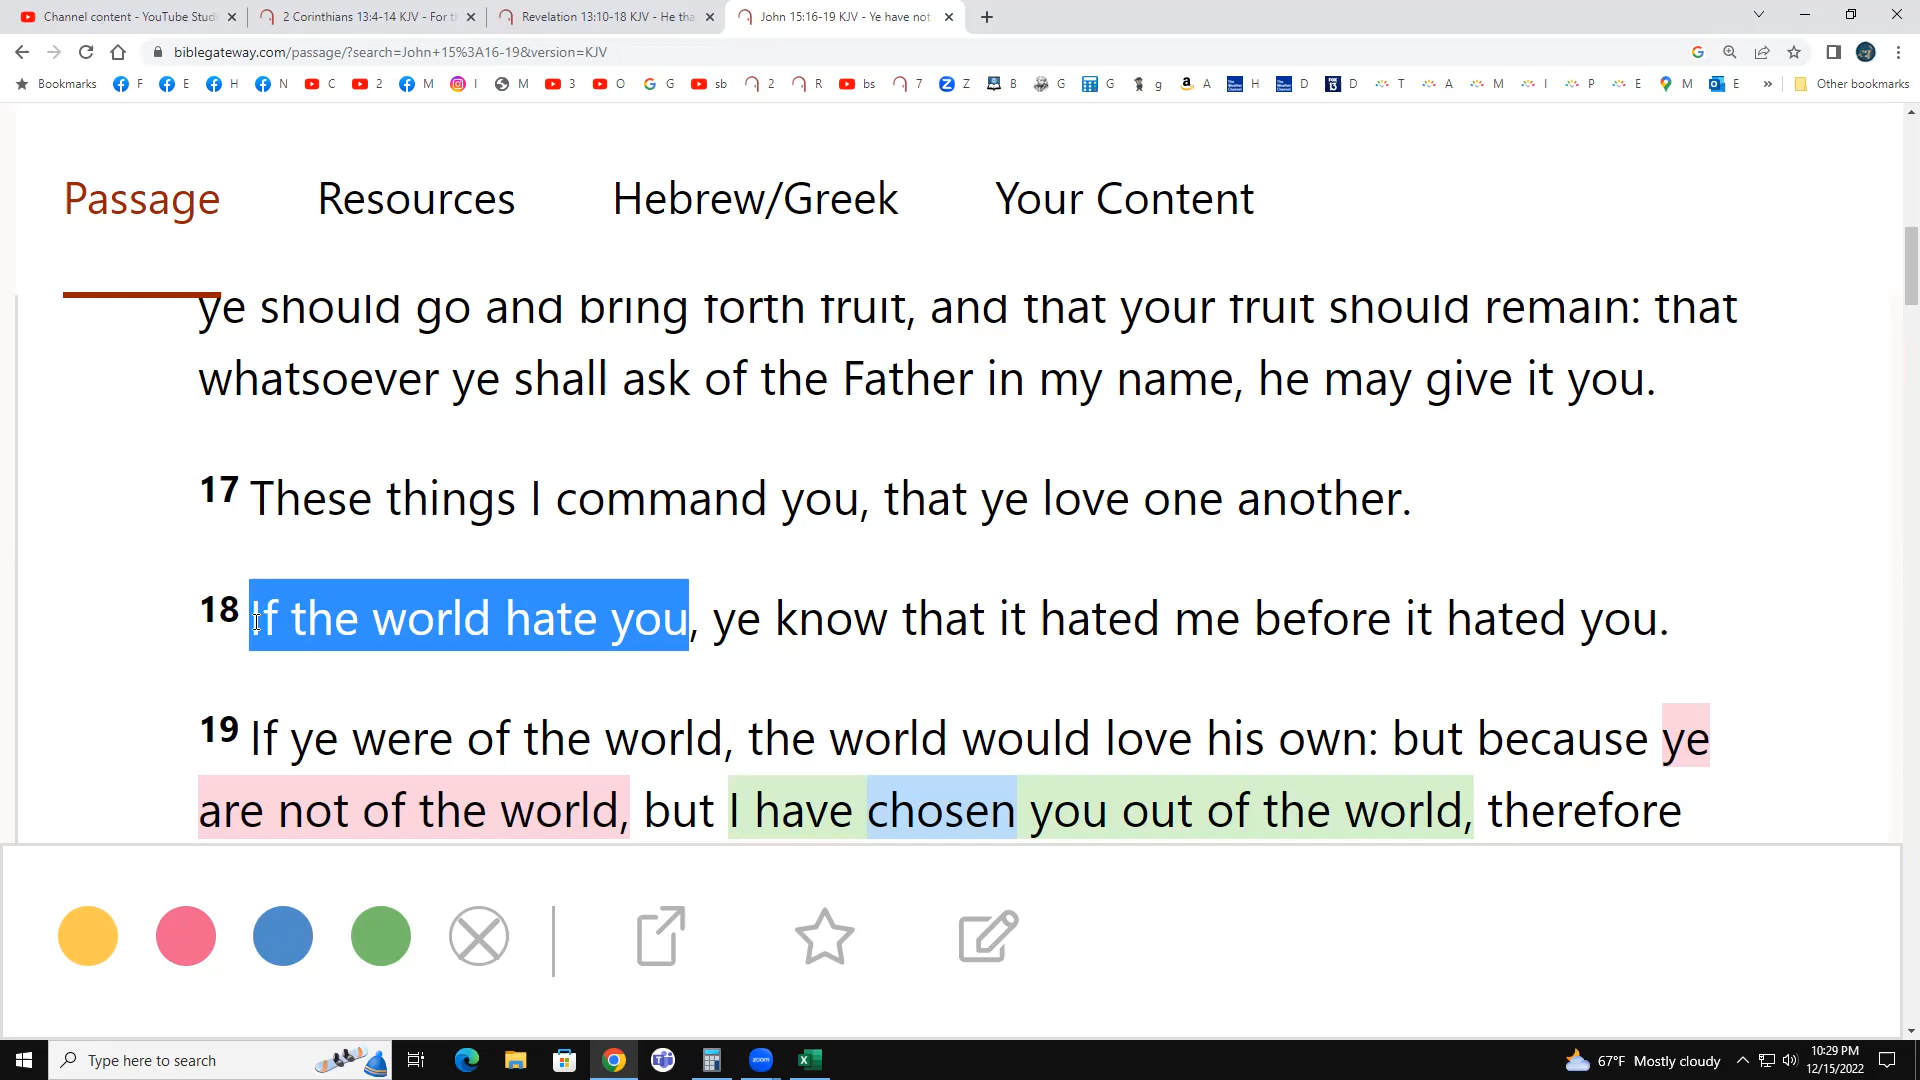 Channel content - YouTube Stud
2 Corinthians 13:4-14 KJV - For t
Revelation 13:10-18 KJV - He tha
John 15:16-19 KJV - Ye have not
biblegateway.com/passage/?search=John+15%3A16-19&version=KJV
Bookmarks F E H N C 2 M I M 3 O G sb 2 R bs 7 Z B G G g A H D D T A M I P E M E » Other bookmarks
Passage Resources Hebrew/Greek Your Content
ye should go and bring forth fruit, and that your fruit should remain: that
whatsoever ye shall ask of the Father in my name, he may give it you.
17 These things I command you, that ye love one another.
18 If the world hate you, ye know that it hated me before it hated you.
19 If ye were of the world, the world would love his own: but because ye
are not of the world, but I have chosen you out of the world, therefore
Type here to search
zoom
67°F Mostly cloudy
10:29 PM
12/15/2022